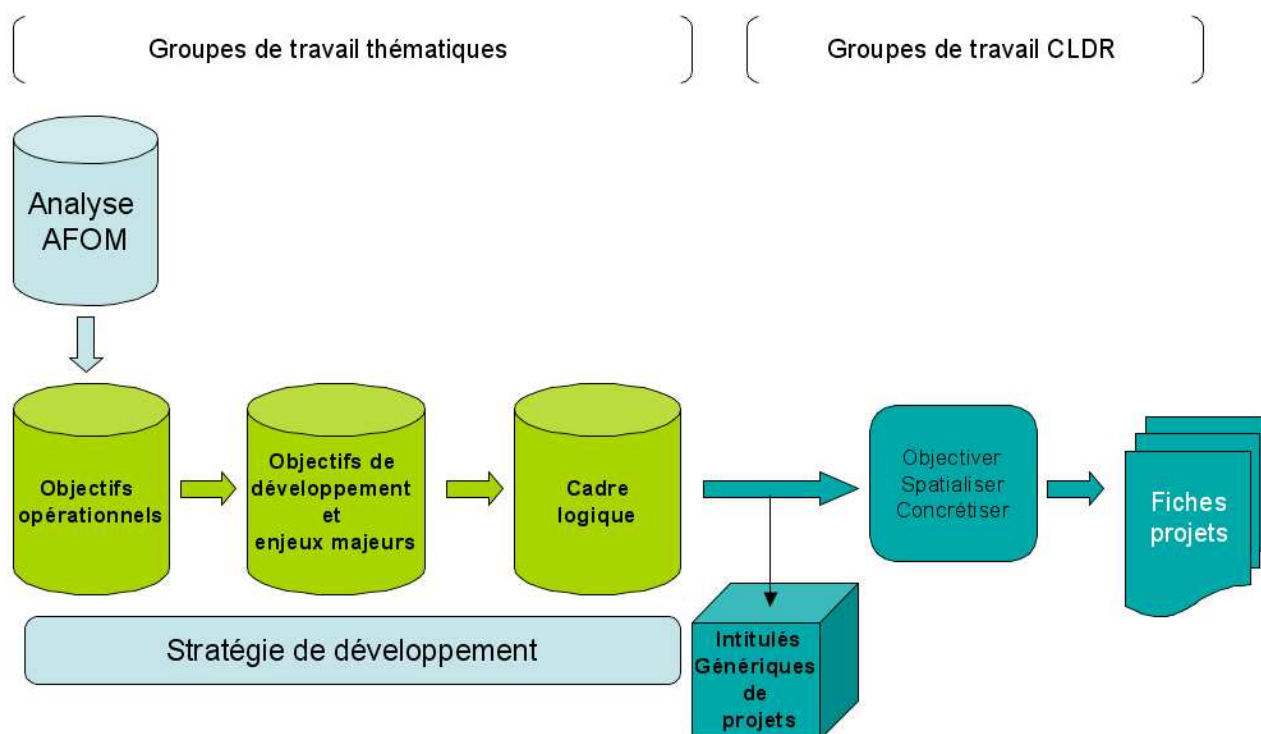 Groupes de travail thématiques
Groupes de travail CLDR
Analyse
AFOM
Objectifs
opérationnels
Objectifs de
développement
et
enjeux majeurs
Cadre
logique
Objectiver
Spatialiser
Concrétiser
Fiches
projets
Stratégie de développement
Intitulés
Génériques
de
projets